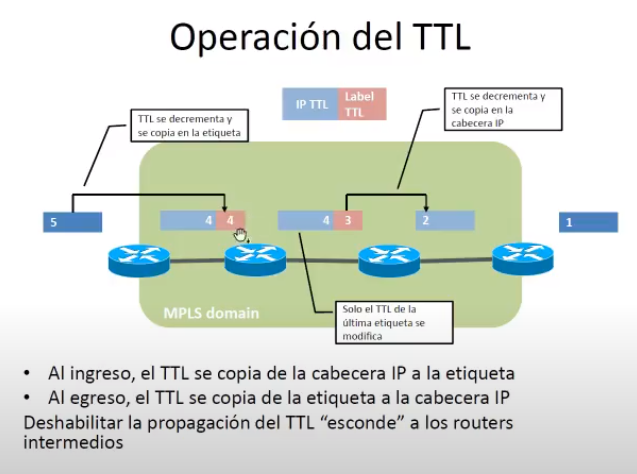 Operación del TTL
IP TTL
Label
TTL
TTL se decrementa y
se copia en la etiqueta
TTL se decrementa y
se copia en la
cabecera IP
5
4
4
4
3
2
1
Solo el TTL de la
última etiqueta se
modifica
MPLS domain
• Al ingreso, el TTL se copia de la cabecera IP a la etiqueta
• Al egreso, el TTL se copia de la etiqueta a la cabecera IP
Deshabilitar la propagación del TTL “esconde” a los routers
intermedios